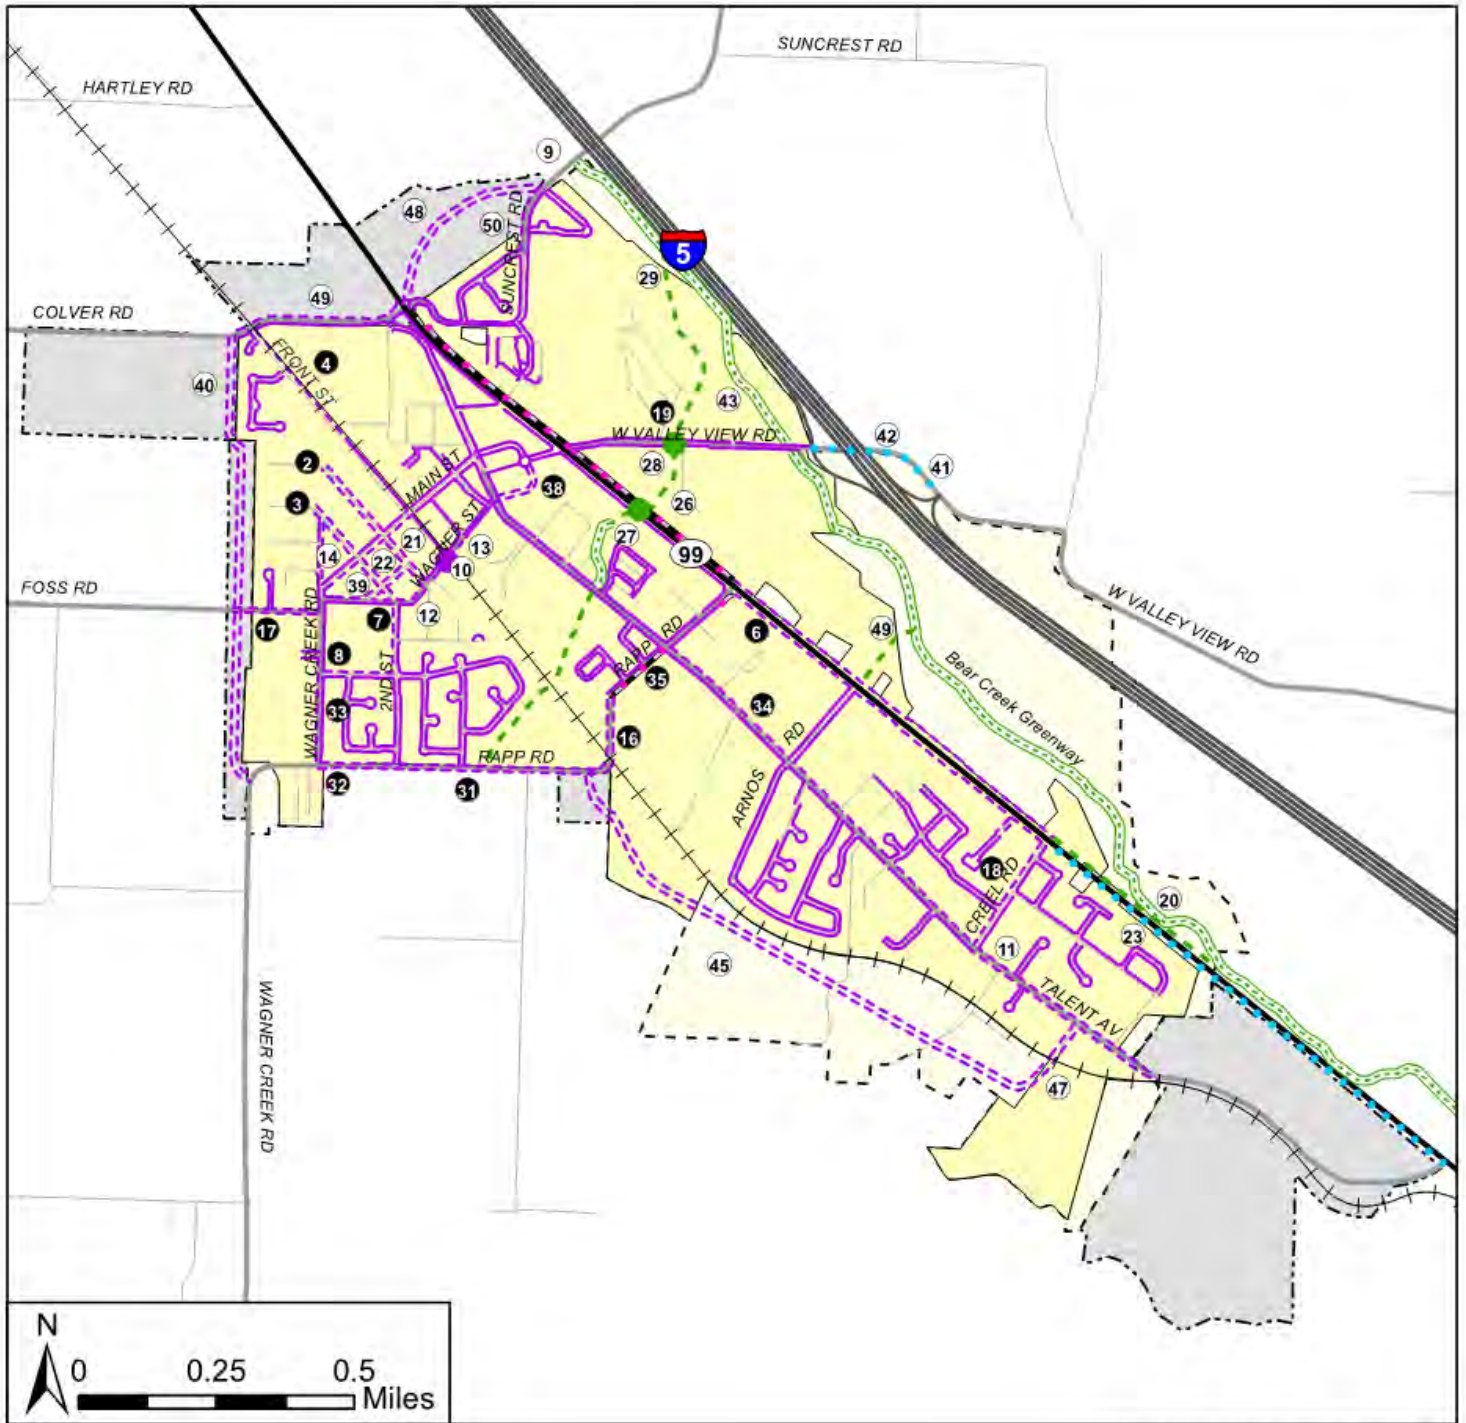 SUNCREST RD
HARTLEY RD
9
48
50
SUNCREST RD
5
29
49
COLVER RD
4
FRONT ST
40
43
19
W VALLEY VIEW RD
42
41
2
MAIN ST
28
38
26
3
WAGNER ST
21
13
27
99
14
22
10
39
FOSS RD
12
7
17
WAGNER CREEK RD
8
2ND ST
RAPP RD
6
49
W VALLEY VIEW RD
35
33
34
Bear Creek Greenway
16
RD
ARNOS
RAPP RD
32
31
18
CREEL RD
20
23
11
45
TALENT AV
WAGNER CREEK RD
47
N
0 0.25 0.5
Miles